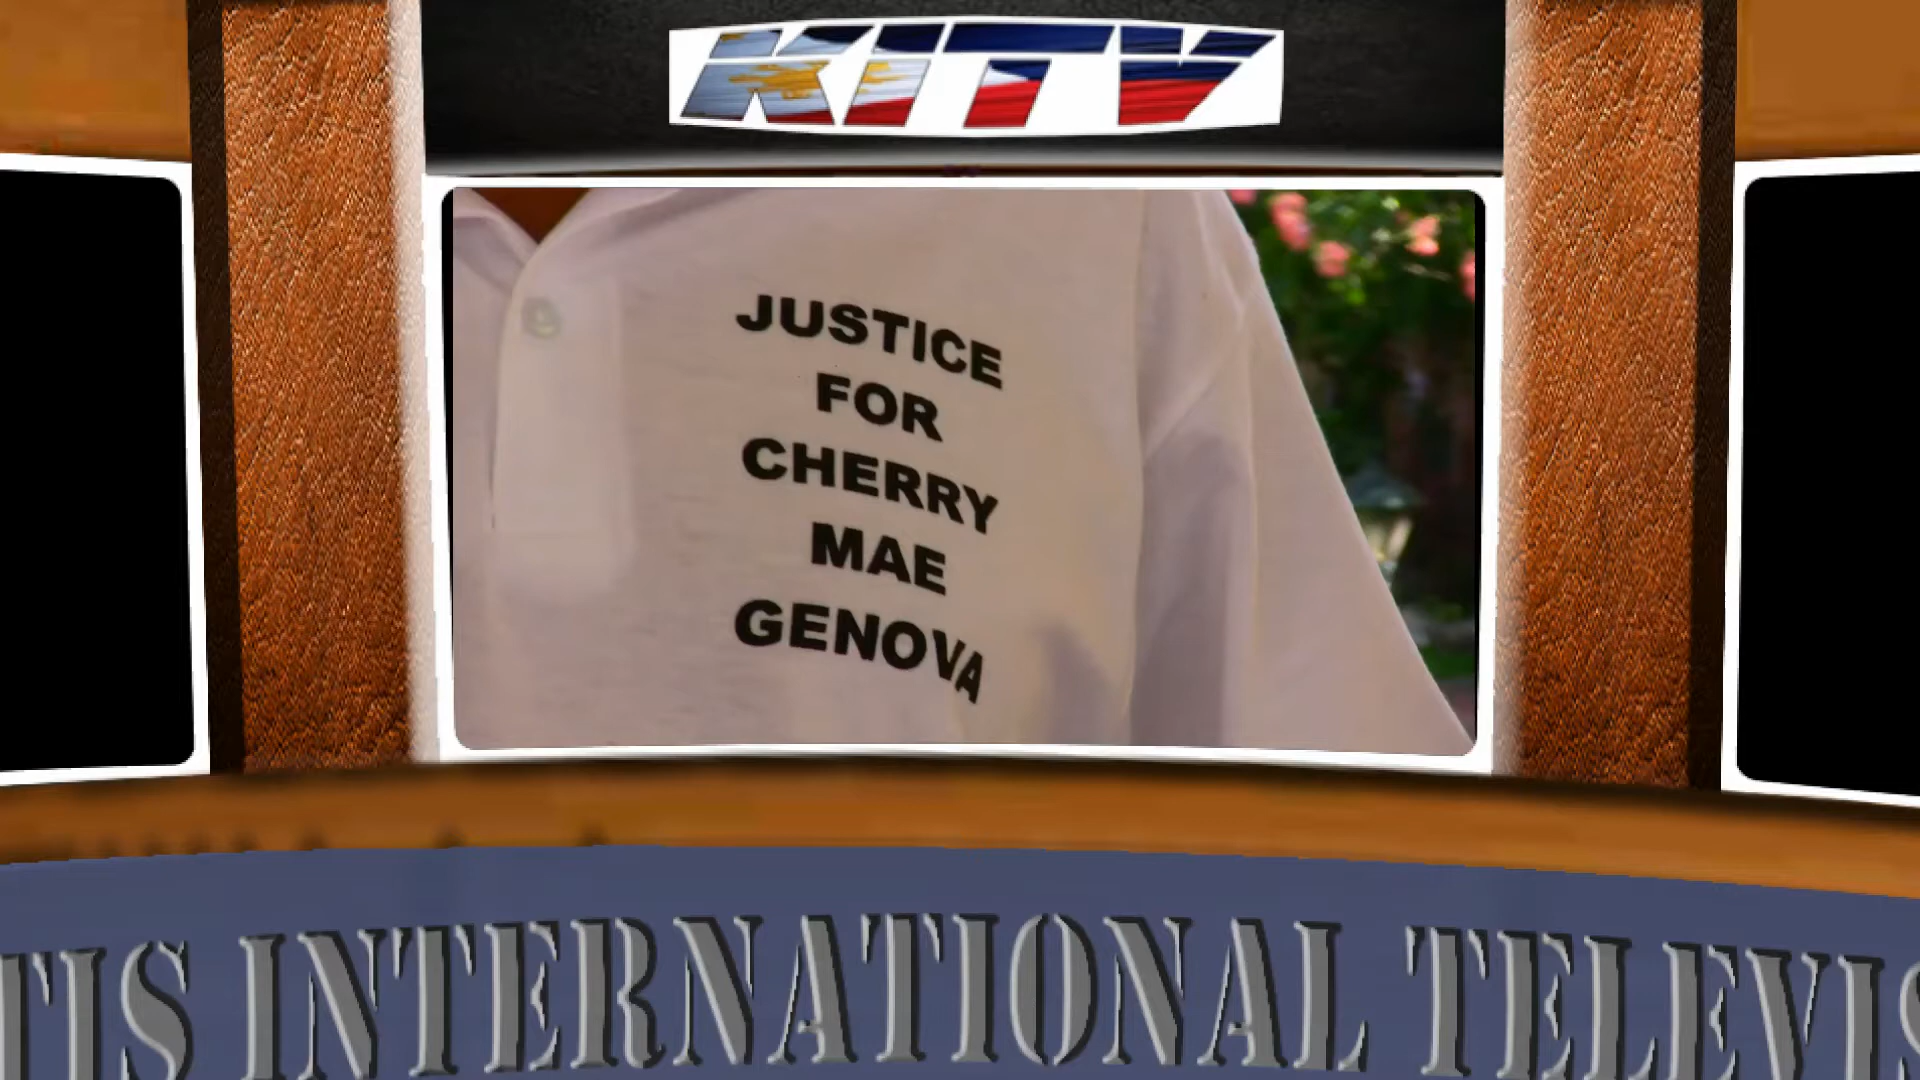 KITV
JUSTICE
FOR
CHERRY
MAE
GENOVA
TIS INTERNATIONAL TELEVIS